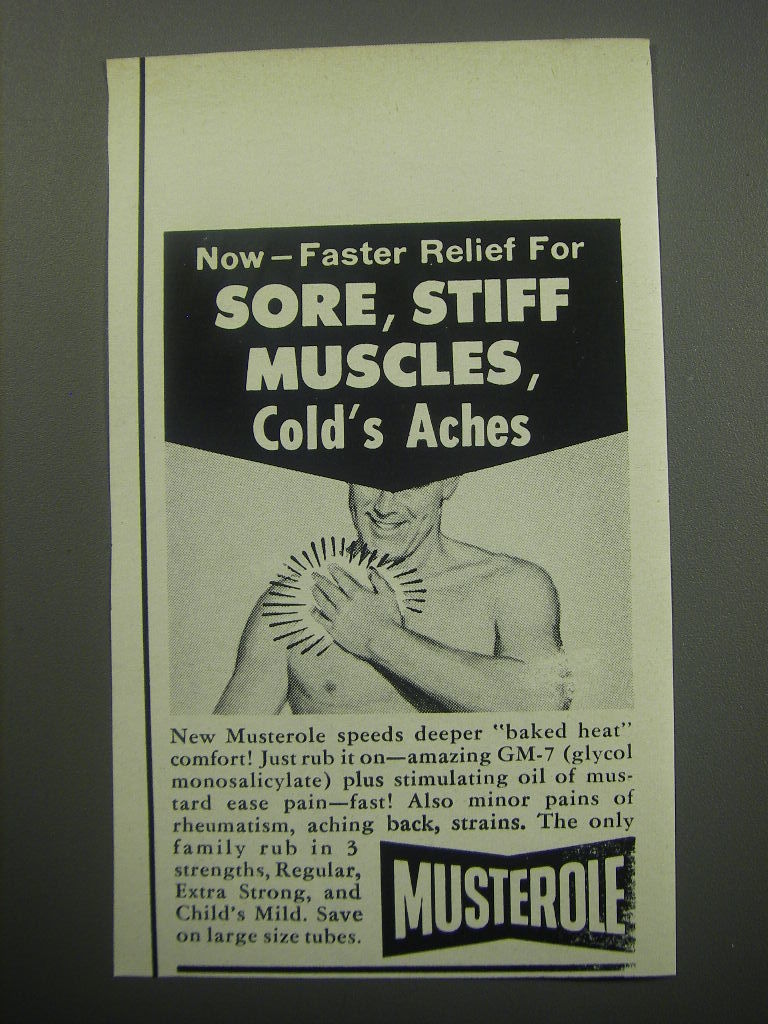 Now – Faster Relief For
SORE, STIFF
MUSCLES,
Cold's Aches
New Musterole speeds deeper "baked heat"
comfort! Just rub it on—amazing GM-7 (glycol
monosalicylate) plus stimulating oil of mus-
tard ease pain—fast! Also minor pains of
rheumatism, aching back, strains. The only
family rub in 3
strengths, Regular,
Extra Strong, and
Child's Mild. Save
on large size tubes.
MUSTEROLE